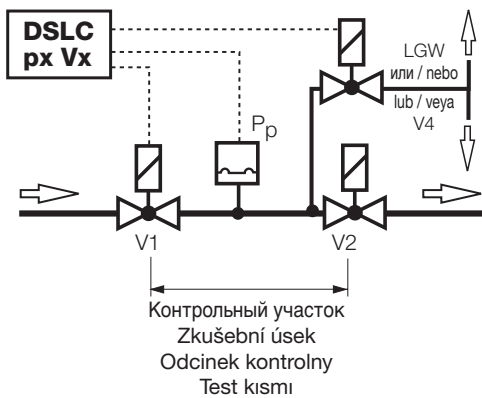 DSLC
px Vx
LGW
или / nebo
lub / veya
V4
Pp
V1
V2
Контрольный участок
Zkušební úsek
Odcinek kontrolny
Test kısmı